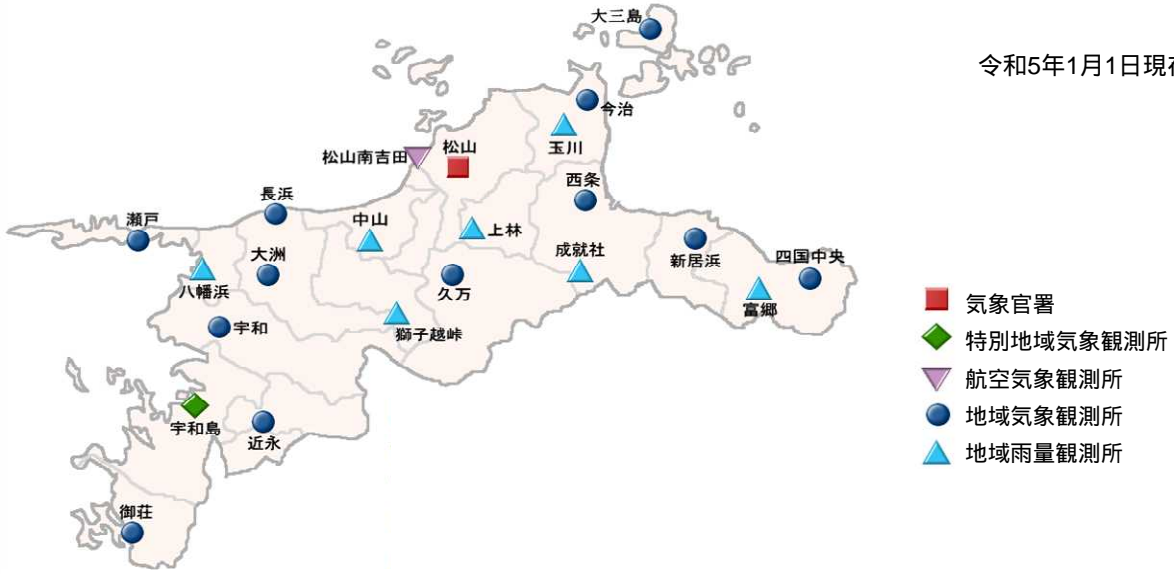 大三島
令和5年1月1日現在
今治
玉川
松山
松山南吉田
西条
長浜
瀬戸
中山
上林
大洲
成就社
新居浜
四国中央
八幡浜
久万
富郷
宇和
獅子越峠
宇和島
近永
御荘
気象官署
特別地域気象観測所
航空気象観測所
地域気象観測所
地域雨量観測所